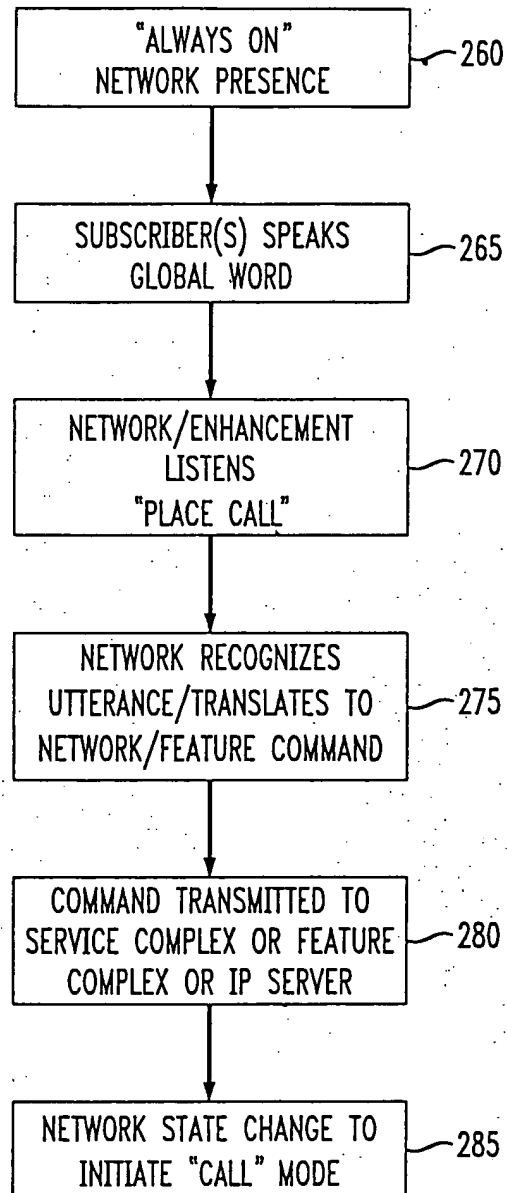 "ALWAYS ON"
NETWORK PRESENCE
260
SUBSCRIBER(S) SPEAKS
GLOBAL WORD
265
NETWORK/ENHANCEMENT
LISTENS
"PLACE CALL"
270
NETWORK RECOGNIZES
UTTERANCE/TRANSLATES TO
NETWORK/FEATURE COMMAND
275
COMMAND TRANSMITTED TO
SERVICE COMPLEX OR FEATURE
COMPLEX OR IP SERVER
280
NETWORK STATE CHANGE TO
INITIATE "CALL" MODE
285